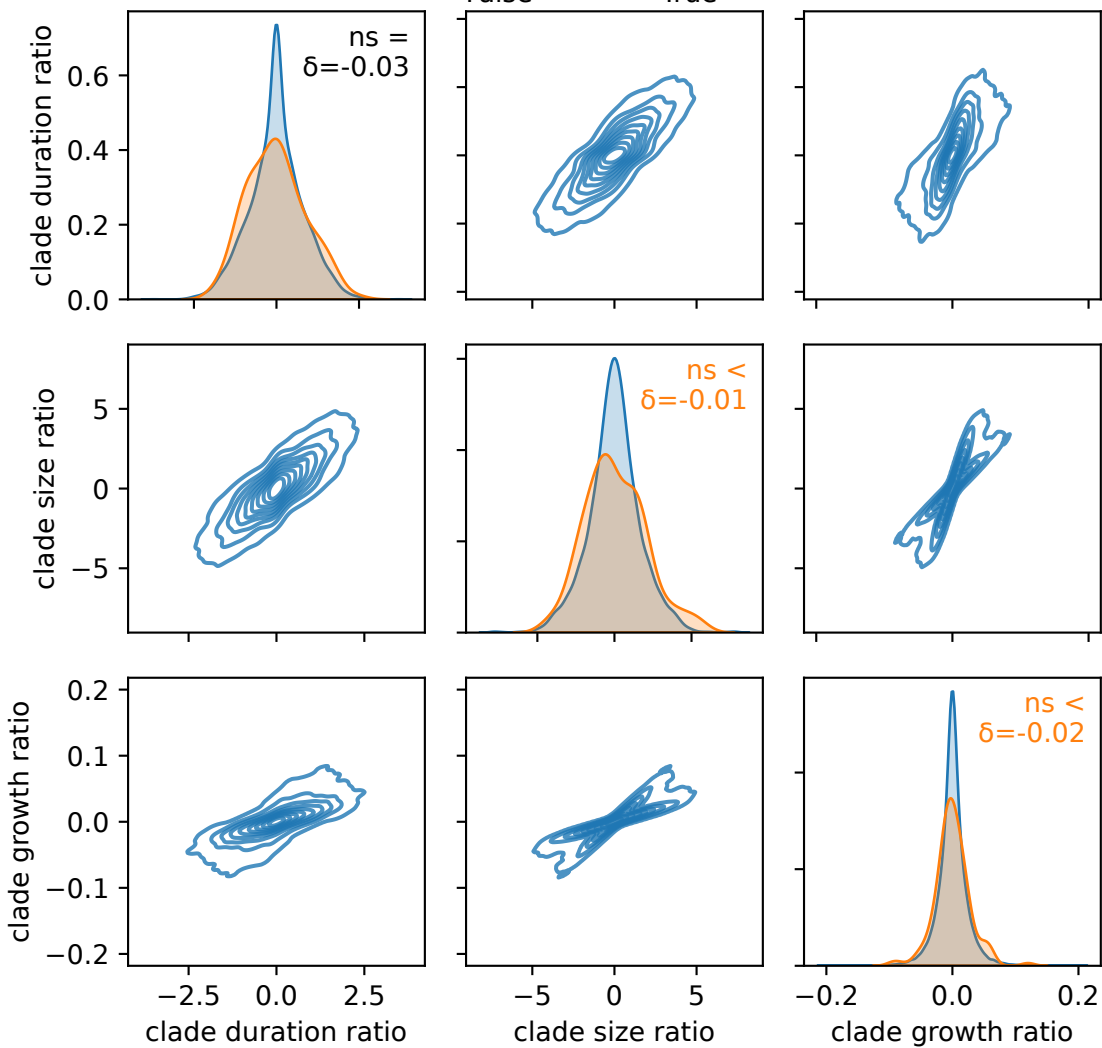 clade duration ratio
0.6
0.4
0.2
0.0
ns =
δ=-0.03
clade size ratio
5
0
−5
ns <
δ=-0.01
clade growth ratio
0.2
0.1
0.0
−0.1
−0.2
ns <
δ=-0.02
−2.5 0.0 2.5
−5 0 5
−0.2 0.0 0.2
clade duration ratio
clade size ratio
clade growth ratio